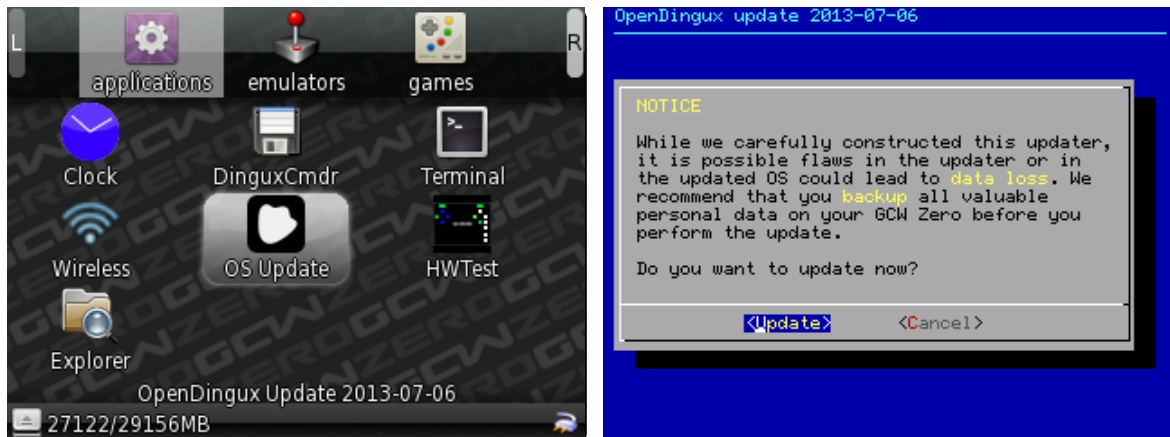 L
R
applications emulators games
Clock DinguxCmdr Terminal
Wireless OS Update HWTest
Explorer
OpenDingux Update 2013-07-06
27122/29156MB
OpenDingux update 2013-07-06
NOTICE
While we carefully constructed this updater,
it is possible flaws in the updater or in
the updated OS could lead to data loss. We
recommend that you backup all valuable
personal data on your GCW Zero before you
perform the update.
Do you want to update now?
<Update> <Cancel>